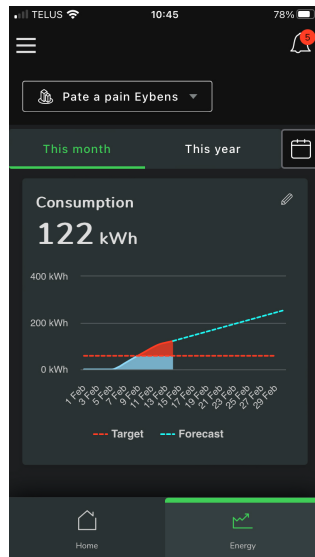 TELUS 10:45 78%
5
Pate a pain Eybens
This month This year
Consumption
122 kWh
400 kWh
200 kWh
0 kWh
1 Feb 3 Feb 5 Feb 7 Feb 9 Feb 11 Feb 13 Feb 15 Feb 17 Feb 19 Feb 21 Feb 23 Feb 25 Feb 27 Feb 29 Feb
Target Forecast
Home Energy